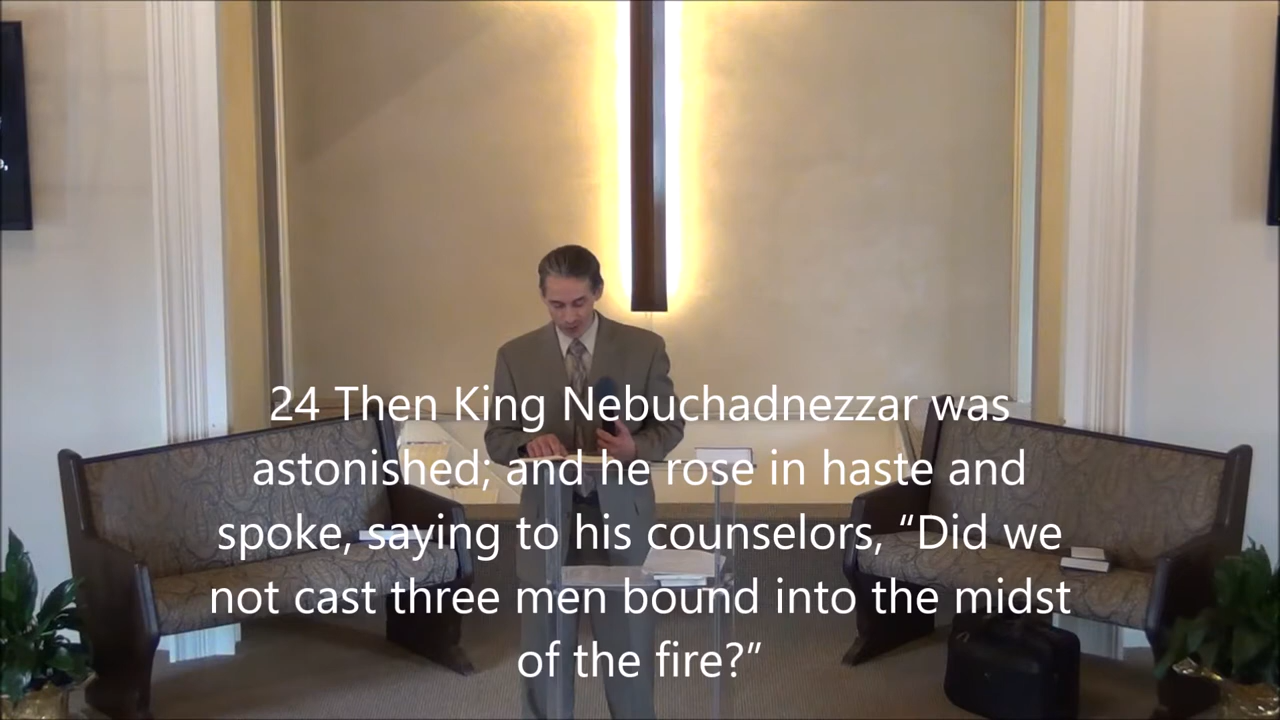 24 Then King Nebuchadnezzar was
astonished; and he rose in haste and
spoke, saying to his counselors, “Did we
not cast three men bound into the midst
of the fire?”